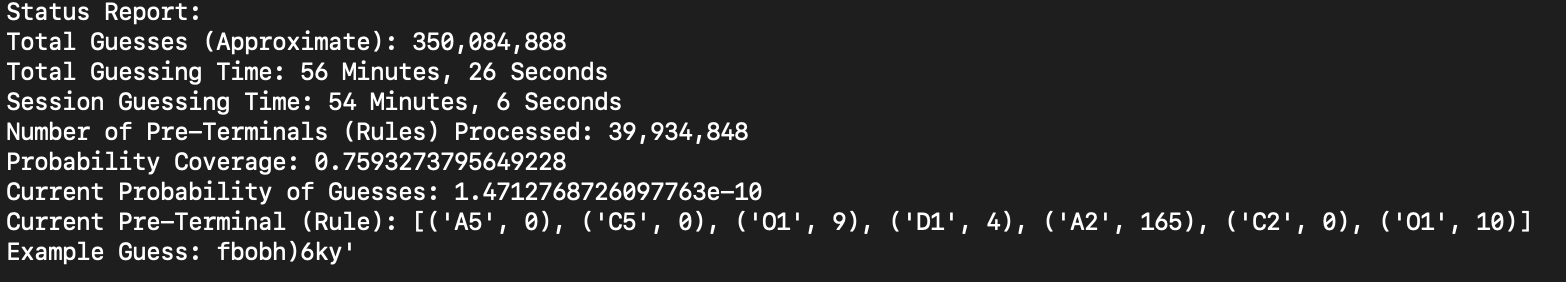 Status Report:
Total Guesses (Approximate): 350,084,888
Total Guessing Time: 56 Minutes, 26 Seconds
Session Guessing Time: 54 Minutes, 6 Seconds
Number of Pre-Terminals (Rules) Processed: 39,934,848
Probability Coverage: 0.7593273795649228
Current Probability of Guesses: 1.4712768726097763e-10
Current Pre-Terminal (Rule): [('A5', 0), ('C5', 0), ('O1', 9), ('D1', 4), ('A2', 165), ('C2', 0), ('O1', 10)]
Example Guess: fbobh)6ky'